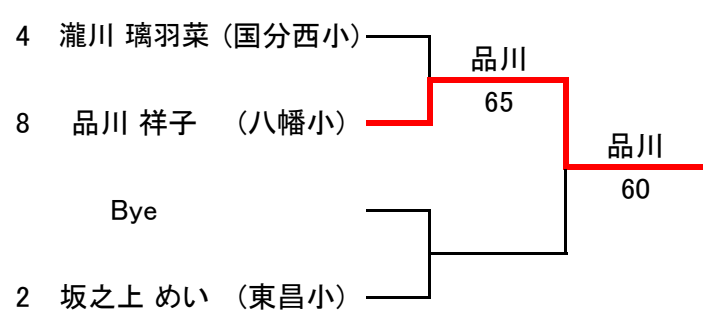 4 瀧川 璃羽菜 (国分西小)
品川
65
8 品川 祥子 (八幡小)
品川
60
Bye
2 坂之上 めい (東昌小)